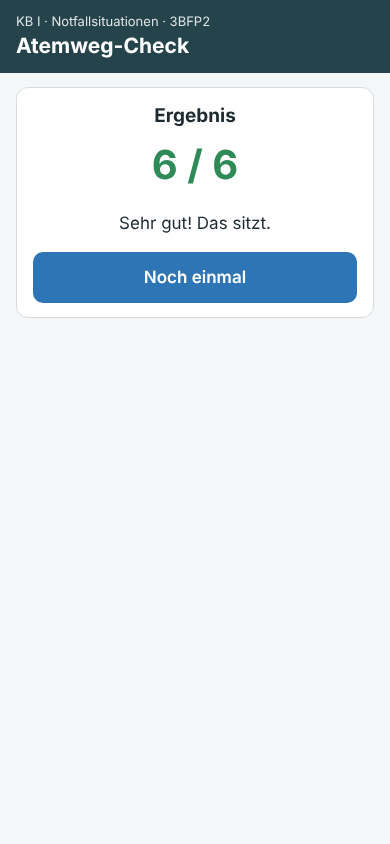 KB I · Notfallsituationen · 3BFP2
Atemweg-Check
Ergebnis
6 / 6
Sehr gut! Das sitzt.
Noch einmal